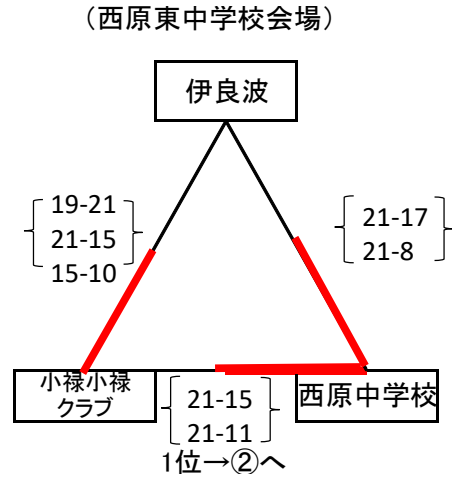 (西原東中学校会場)
伊良波
19-21
21-15
15-10
21-17
21-8
小禄小禄
クラブ
21-15
21-11
西原中学校
1位→②へ